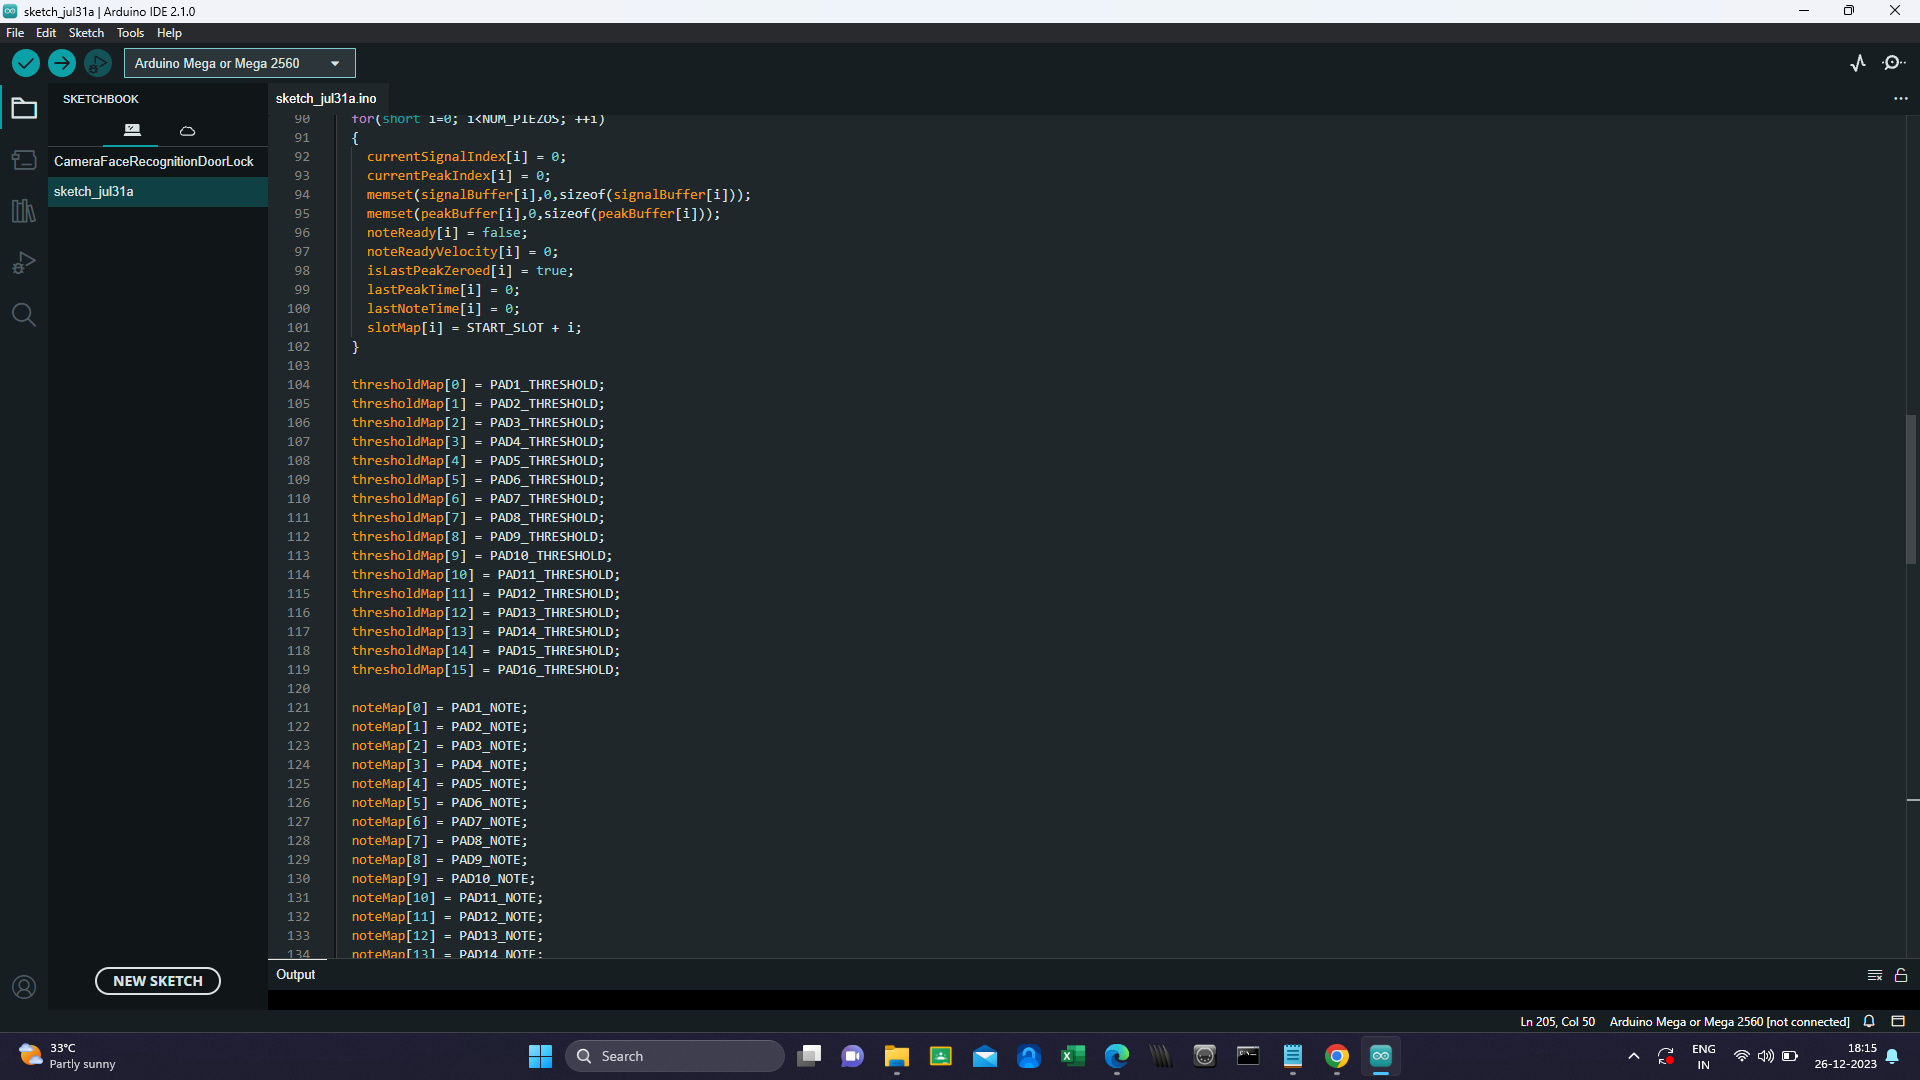 sketch_jul31a | Arduino IDE 2.1.0
File Edit Sketch Tools Help
Arduino Mega or Mega 2560
SKETCHBOOK
CameraFaceRecognitionDoorLock
sketch_jul31a
NEW SKETCH
sketch_jul31a.ino
90 for(short i=0; i<NUM_PIEZOS; ++i)
91 {
92 currentSignalIndex[i] = 0;
93 currentPeakIndex[i] = 0;
94 memset(signalBuffer[i],0,sizeof(signalBuffer[i]));
95 memset(peakBuffer[i],0,sizeof(peakBuffer[i]));
96 noteReady[i] = false;
97 noteReadyVelocity[i] = 0;
98 isLastPeakZeroed[i] = true;
99 lastPeakTime[i] = 0;
100 lastNoteTime[i] = 0;
101 slotMap[i] = START_SLOT + i;
102 }
103
104 thresholdMap[0] = PAD1_THRESHOLD;
105 thresholdMap[1] = PAD2_THRESHOLD;
106 thresholdMap[2] = PAD3_THRESHOLD;
107 thresholdMap[3] = PAD4_THRESHOLD;
108 thresholdMap[4] = PAD5_THRESHOLD;
109 thresholdMap[5] = PAD6_THRESHOLD;
110 thresholdMap[6] = PAD7_THRESHOLD;
111 thresholdMap[7] = PAD8_THRESHOLD;
112 thresholdMap[8] = PAD9_THRESHOLD;
113 thresholdMap[9] = PAD10_THRESHOLD;
114 thresholdMap[10] = PAD11_THRESHOLD;
115 thresholdMap[11] = PAD12_THRESHOLD;
116 thresholdMap[12] = PAD13_THRESHOLD;
117 thresholdMap[13] = PAD14_THRESHOLD;
118 thresholdMap[14] = PAD15_THRESHOLD;
119 thresholdMap[15] = PAD16_THRESHOLD;
120
121 noteMap[0] = PAD1_NOTE;
122 noteMap[1] = PAD2_NOTE;
123 noteMap[2] = PAD3_NOTE;
124 noteMap[3] = PAD4_NOTE;
125 noteMap[4] = PAD5_NOTE;
126 noteMap[5] = PAD6_NOTE;
127 noteMap[6] = PAD7_NOTE;
128 noteMap[7] = PAD8_NOTE;
129 noteMap[8] = PAD9_NOTE;
130 noteMap[9] = PAD10_NOTE;
131 noteMap[10] = PAD11_NOTE;
132 noteMap[11] = PAD12_NOTE;
133 noteMap[12] = PAD13_NOTE;
134 noteMap[13] = PAD14_NOTE;
Output
Ln 205, Col 50 Arduino Mega or Mega 2560 [not connected]
33°C
Partly sunny
Search
ENG
IN
18:15
26-12-2023